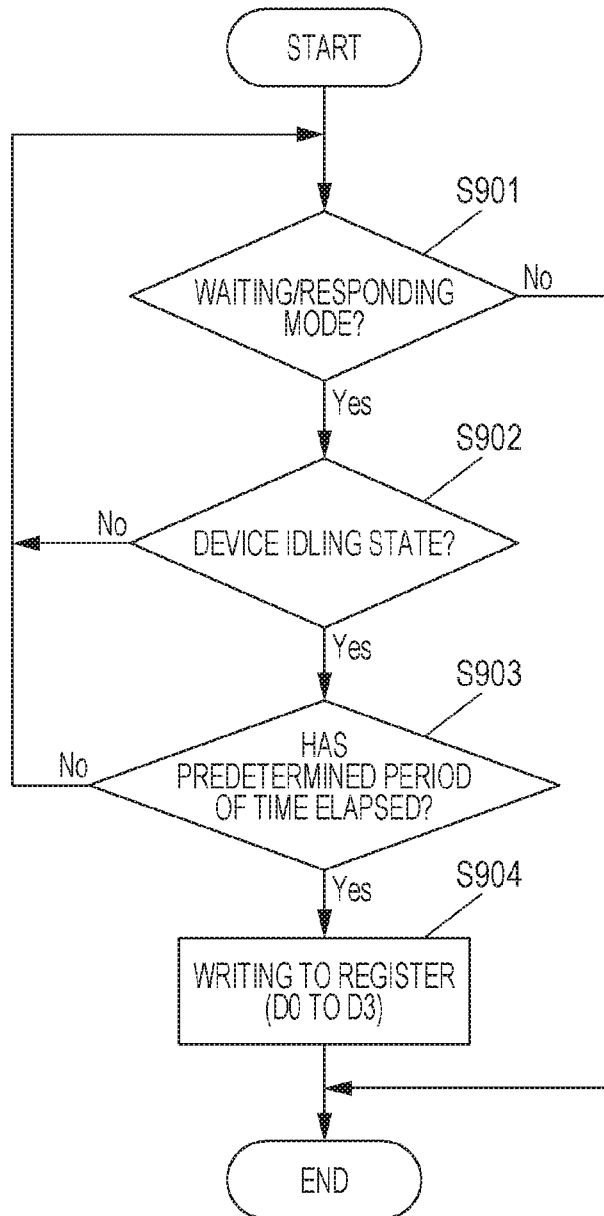 START
S901
WAITING/RESPONDING
MODE?
No
Yes
S902
No
DEVICE IDLING STATE?
Yes
S903
No
HAS
PREDETERMINED PERIOD
OF TIME ELAPSED?
Yes
S904
WRITING TO REGISTER
(D0 TO D3)
END